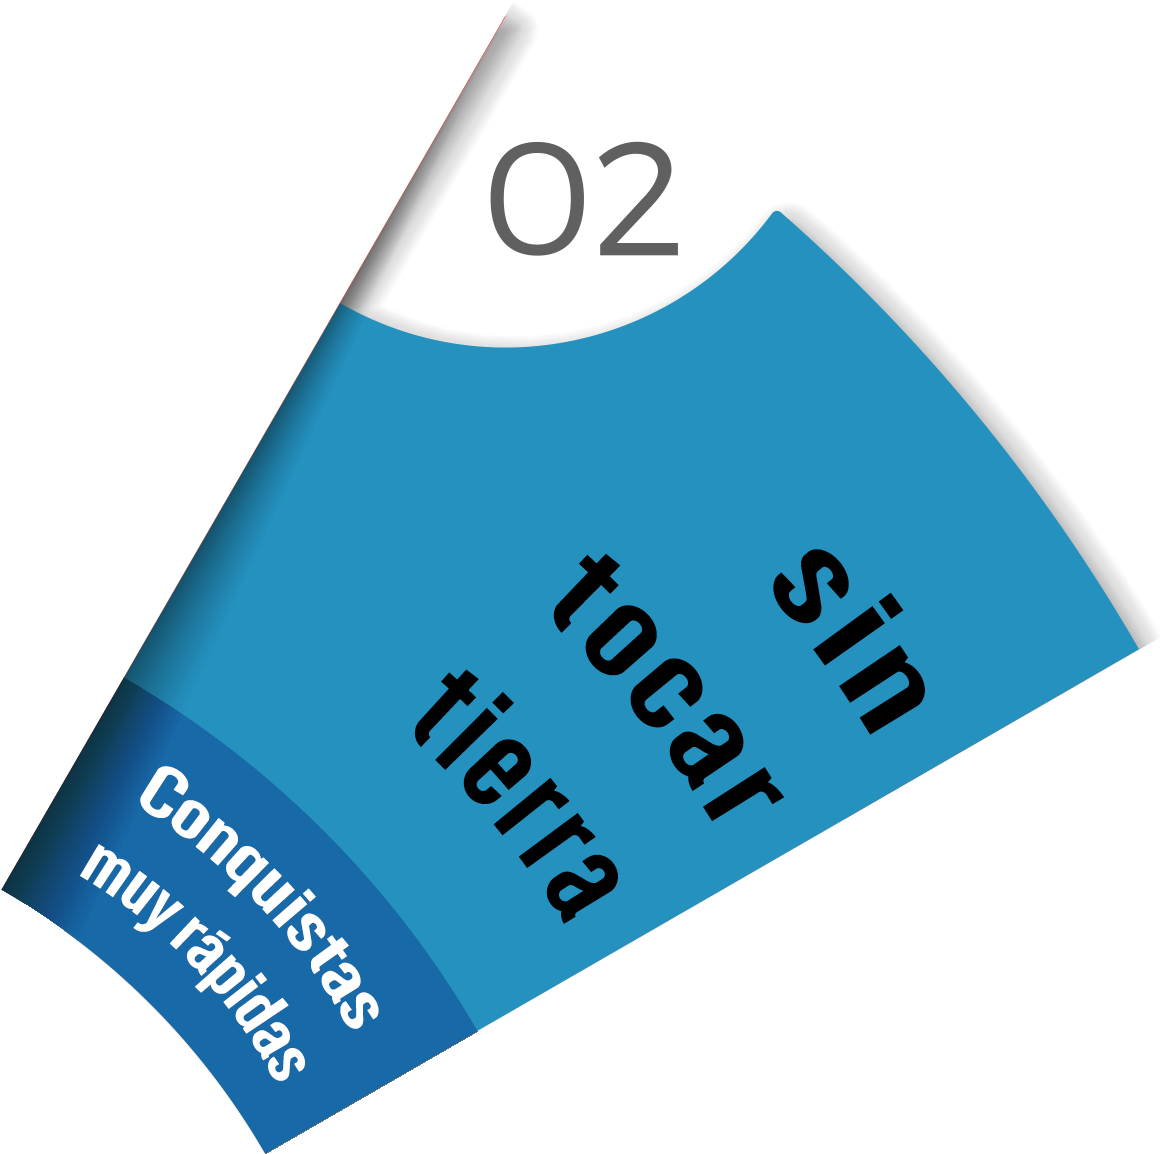 02
sin
tocar
tierra
Conquistas
muy rápidas